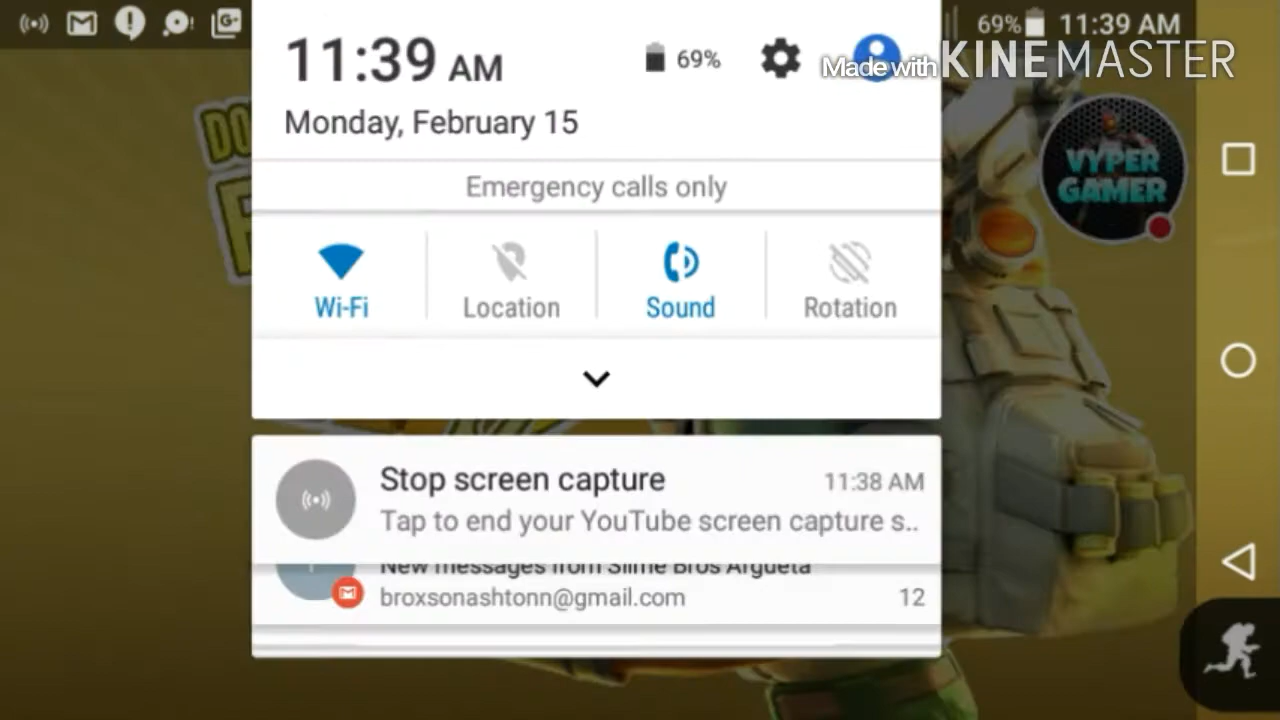 69% 11:39 AM
11:39 AM 69%
Made with KINEMASTER
Monday, February 15
Emergency calls only
VYPER
GAMER
Wi-Fi Location Sound Rotation
Stop screen capture 11:38 AM
Tap to end your YouTube screen capture s..
New messages from Slime Bros Argueta
broxsonashtonn@gmail.com 12